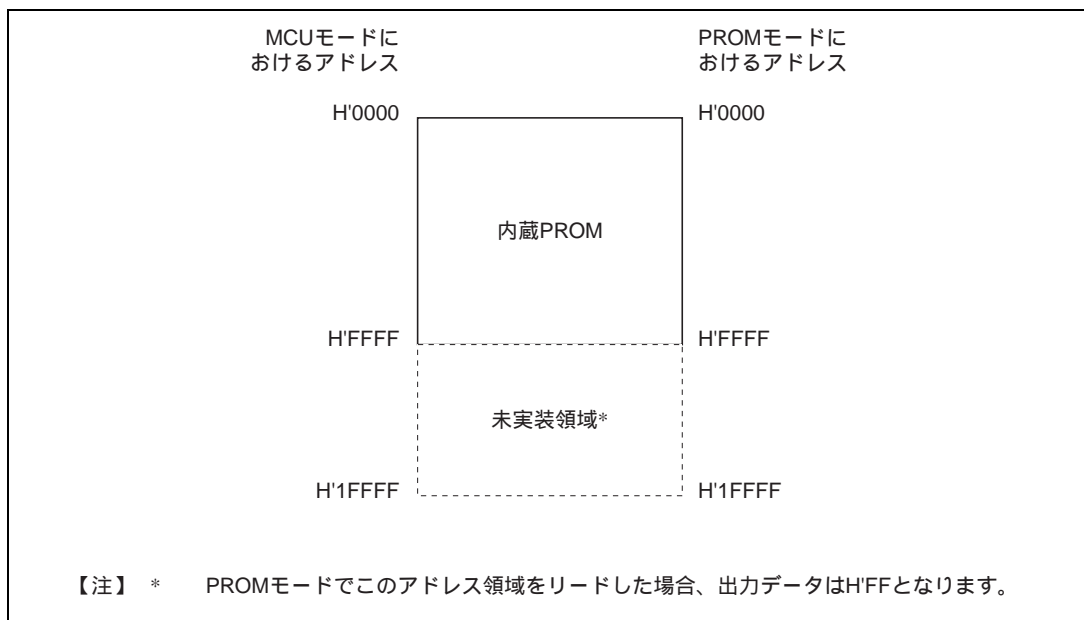 MCUモードに
おけるアドレス
PROMモードに
おけるアドレス
H'0000
H'0000
内蔵PROM
H'FFFF
H'FFFF
未実装領域*
H'1FFFF
H'1FFFF
【注】 * PROMモードでこのアドレス領域をリードした場合、出力データはH'FFとなります。